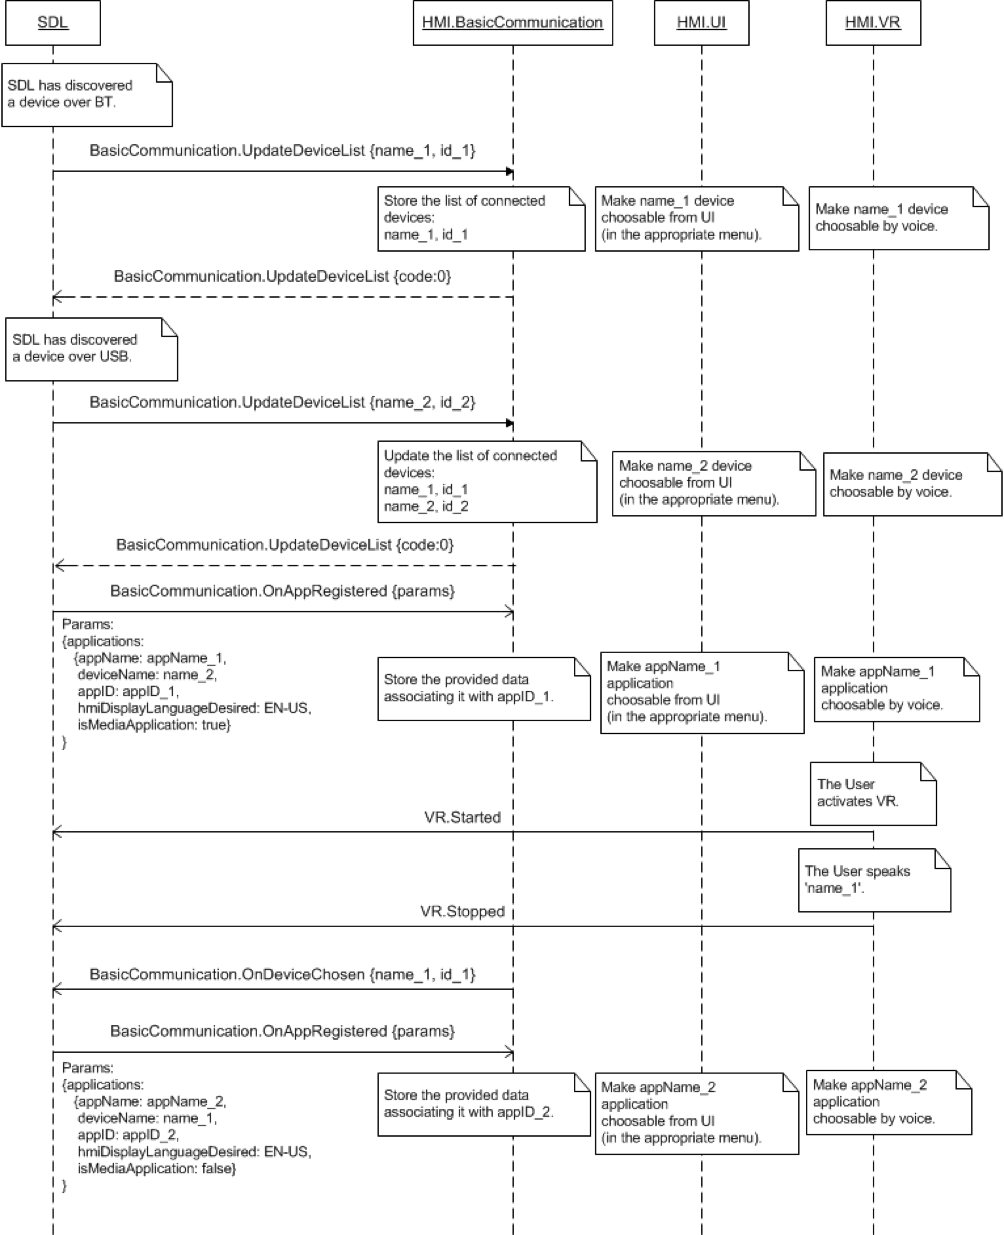 SDL
HMI.BasicCommunication
HMI.UI
HMI.VR
SDL has discovered
a device over BT.
BasicCommunication.UpdateDeviceList {name_1, id_1}
Store the list of connected
devices:
name_1, id_1
Make name_1 device
choosable from UI
(in the appropriate menu).
Make name_1 device
choosable by voice.
BasicCommunication.UpdateDeviceList {code:0}
SDL has discovered
a device over USB.
BasicCommunication.UpdateDeviceList {name_2, id_2}
Update the list of connected
devices:
name_1, id_1
name_2, id_2
Make name_2 device
choosable from UI
(in the appropriate menu).
Make name_2 device
choosable by voice.
BasicCommunication.UpdateDeviceList {code:0}
BasicCommunication.OnAppRegistered {params}
Params:
{applications:
{appName: appName_1,
deviceName: name_2,
appID: appID_1,
hmiDisplayLanguageDesired: EN-US,
isMediaApplication: true}
}
Store the provided data
associating it with appID_1.
Make appName_1
application
choosable from UI
(in the appropriate menu).
Make appName_1
application
choosable by voice.
The User
activates VR.
VR.Started
The User speaks
'name_1'.
VR.Stopped
BasicCommunication.OnDeviceChosen {name_1, id_1}
BasicCommunication.OnAppRegistered {params}
Params:
{applications:
{appName: appName_2,
deviceName: name_1,
appID: appID_2,
hmiDisplayLanguageDesired: EN-US,
isMediaApplication: false}
}
Store the provided data
associating it with appID_2.
Make appName_2
application
choosable from UI
(in the appropriate menu).
Make appName_2
application
choosable by voice.